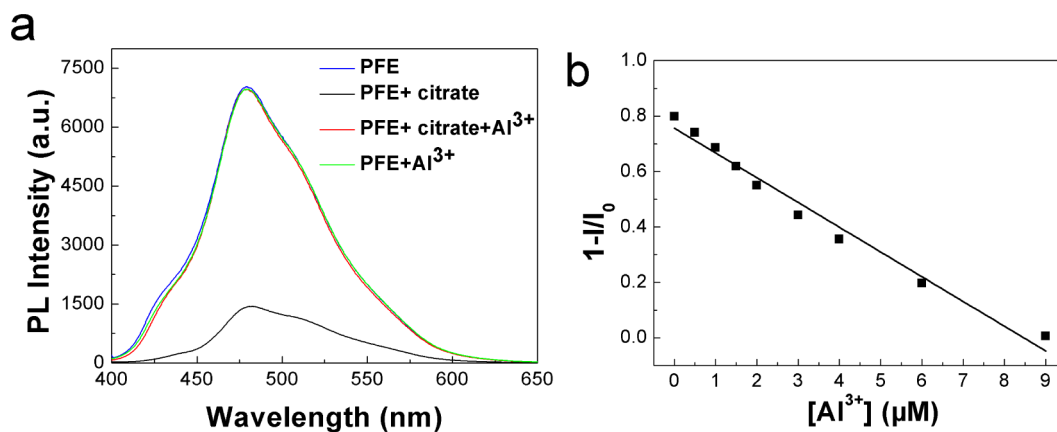 a
7500
6000
4500
3000
1500
0
400 450 500 550 600 650
PL Intensity (a.u.)
Wavelength (nm)
PFE
PFE+ citrate
PFE+ citrate+Al³⁺
PFE+Al³⁺
b
1.0
0.8
0.6
0.4
0.2
0.0
0 1 2 3 4 5 6 7 8 9
1-I/I₀
[Al³⁺] (µM)